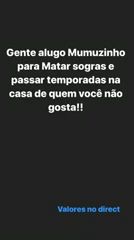 Gente alugo Mumuzinho
para Matar sogras e
passar temporadas na
casa de quem você não
gosta!!
Valores no direct